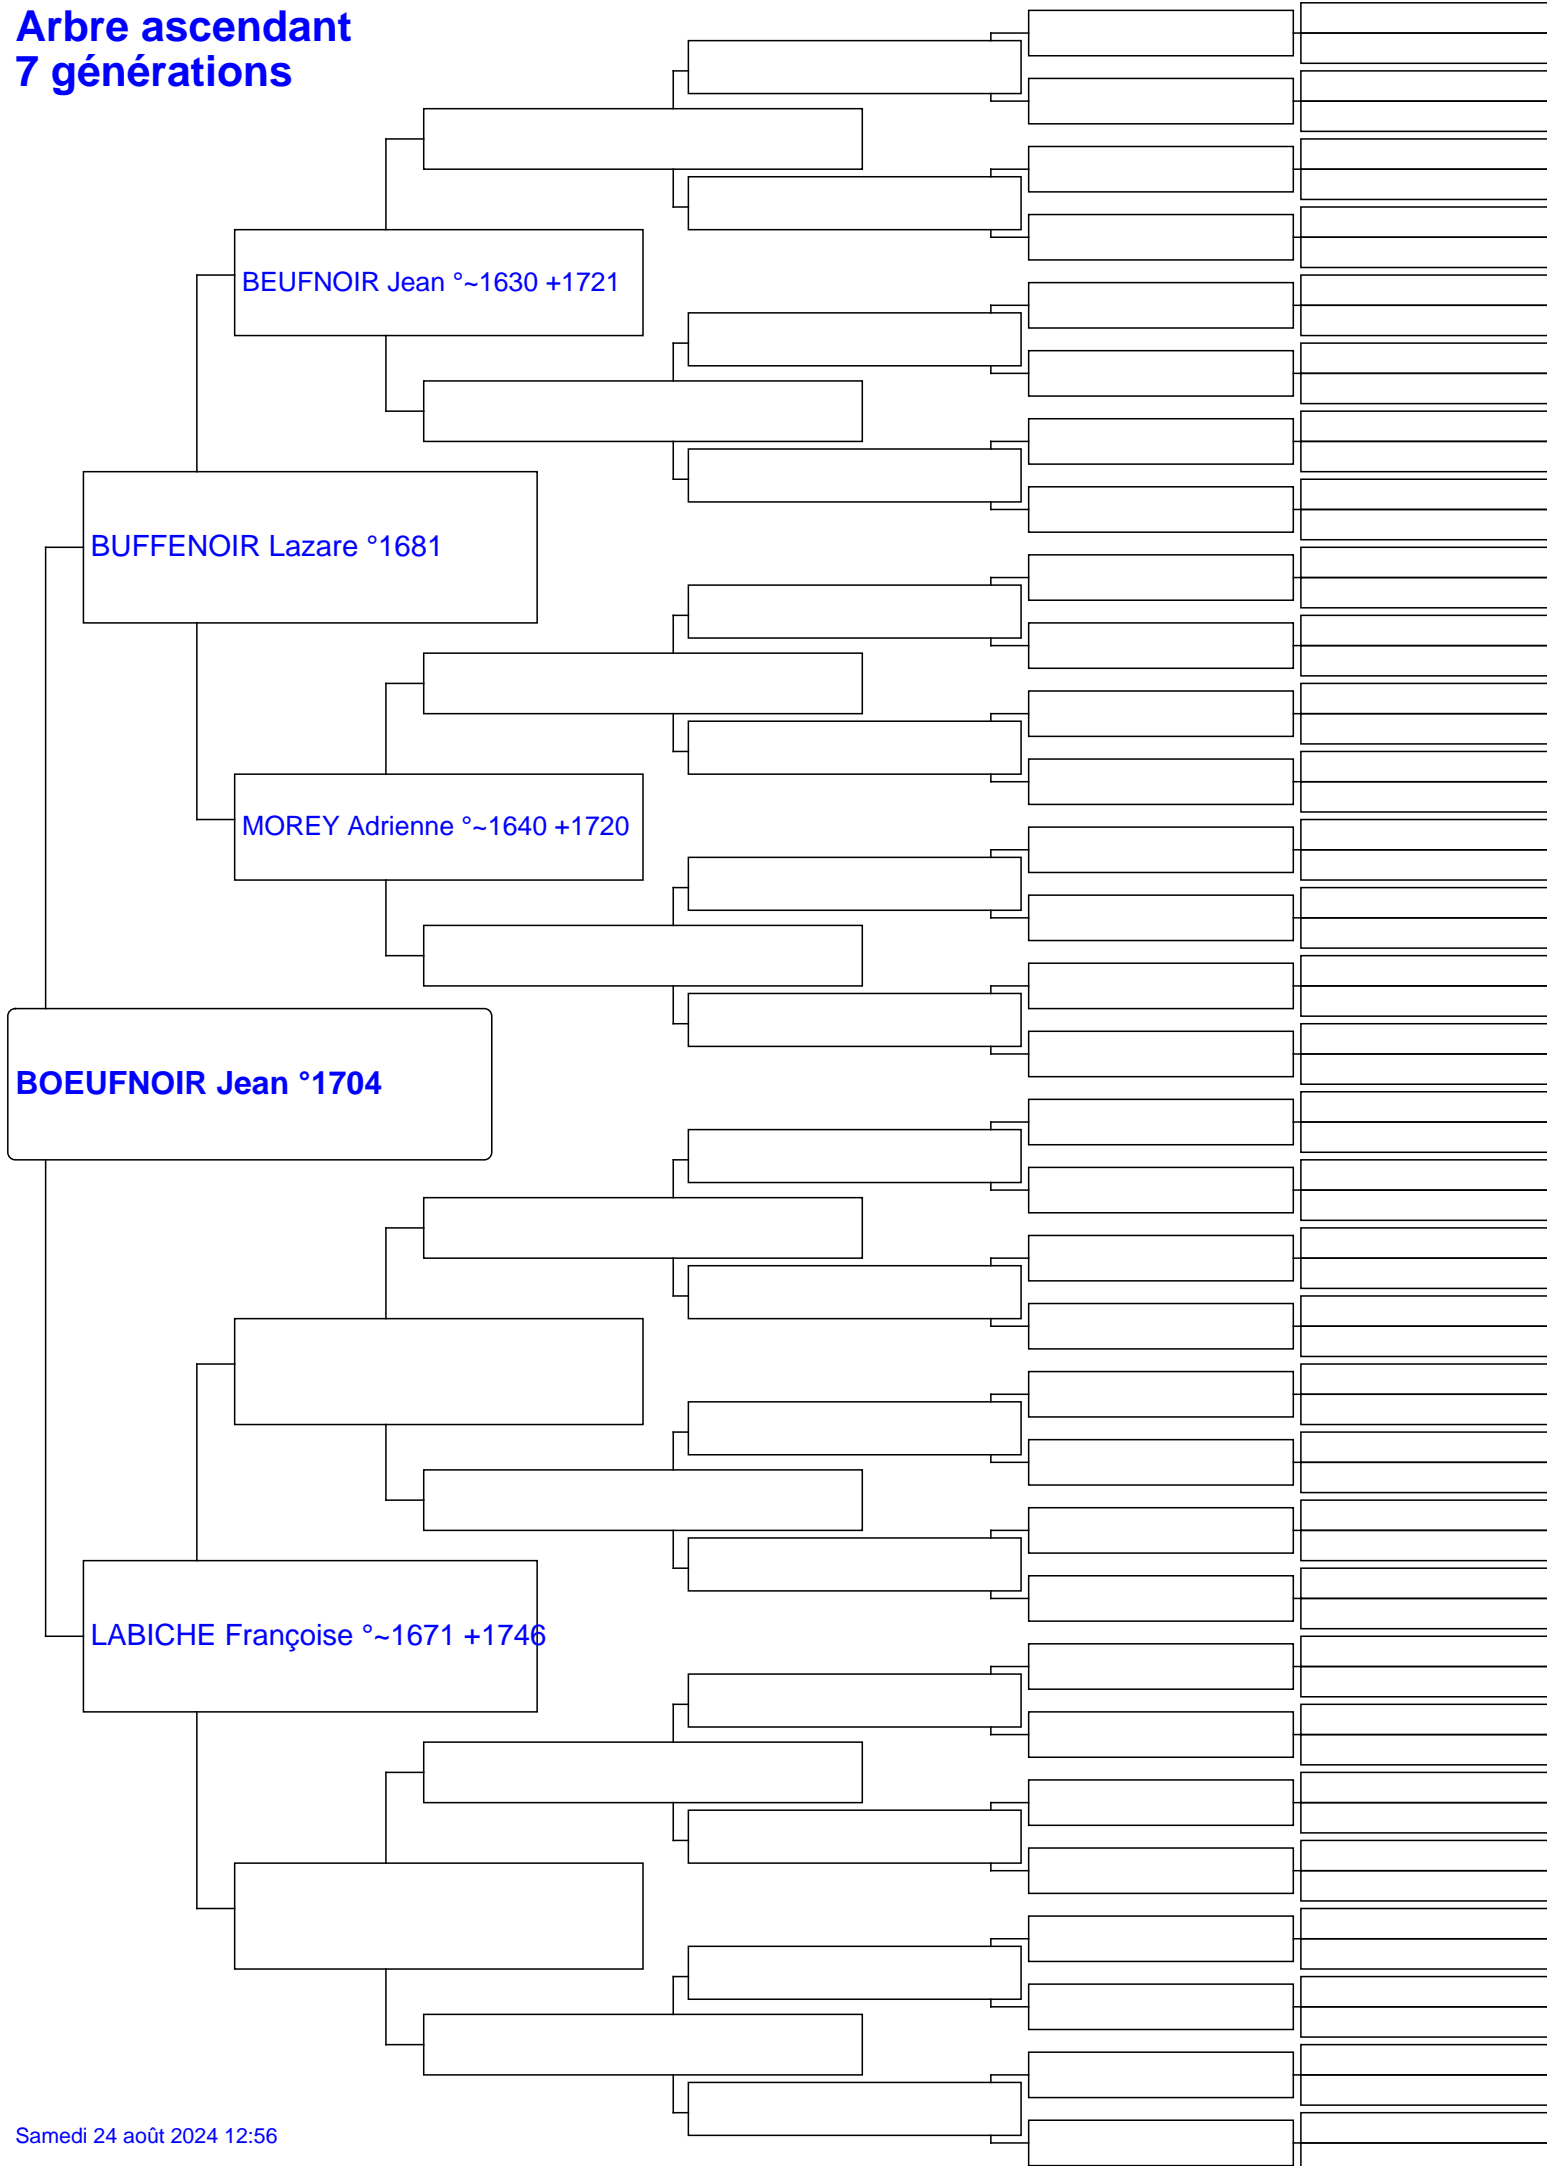 Arbre ascendant
7 générations
BEUFNOIR Jean °~1630 +1721
BUFFENOIR Lazare °1681
MOREY Adrienne °~1640 +1720
BOEUFNOIR Jean °1704
LABICHE Françoise °~1671 +1746
Samedi 24 août 2024 12:56